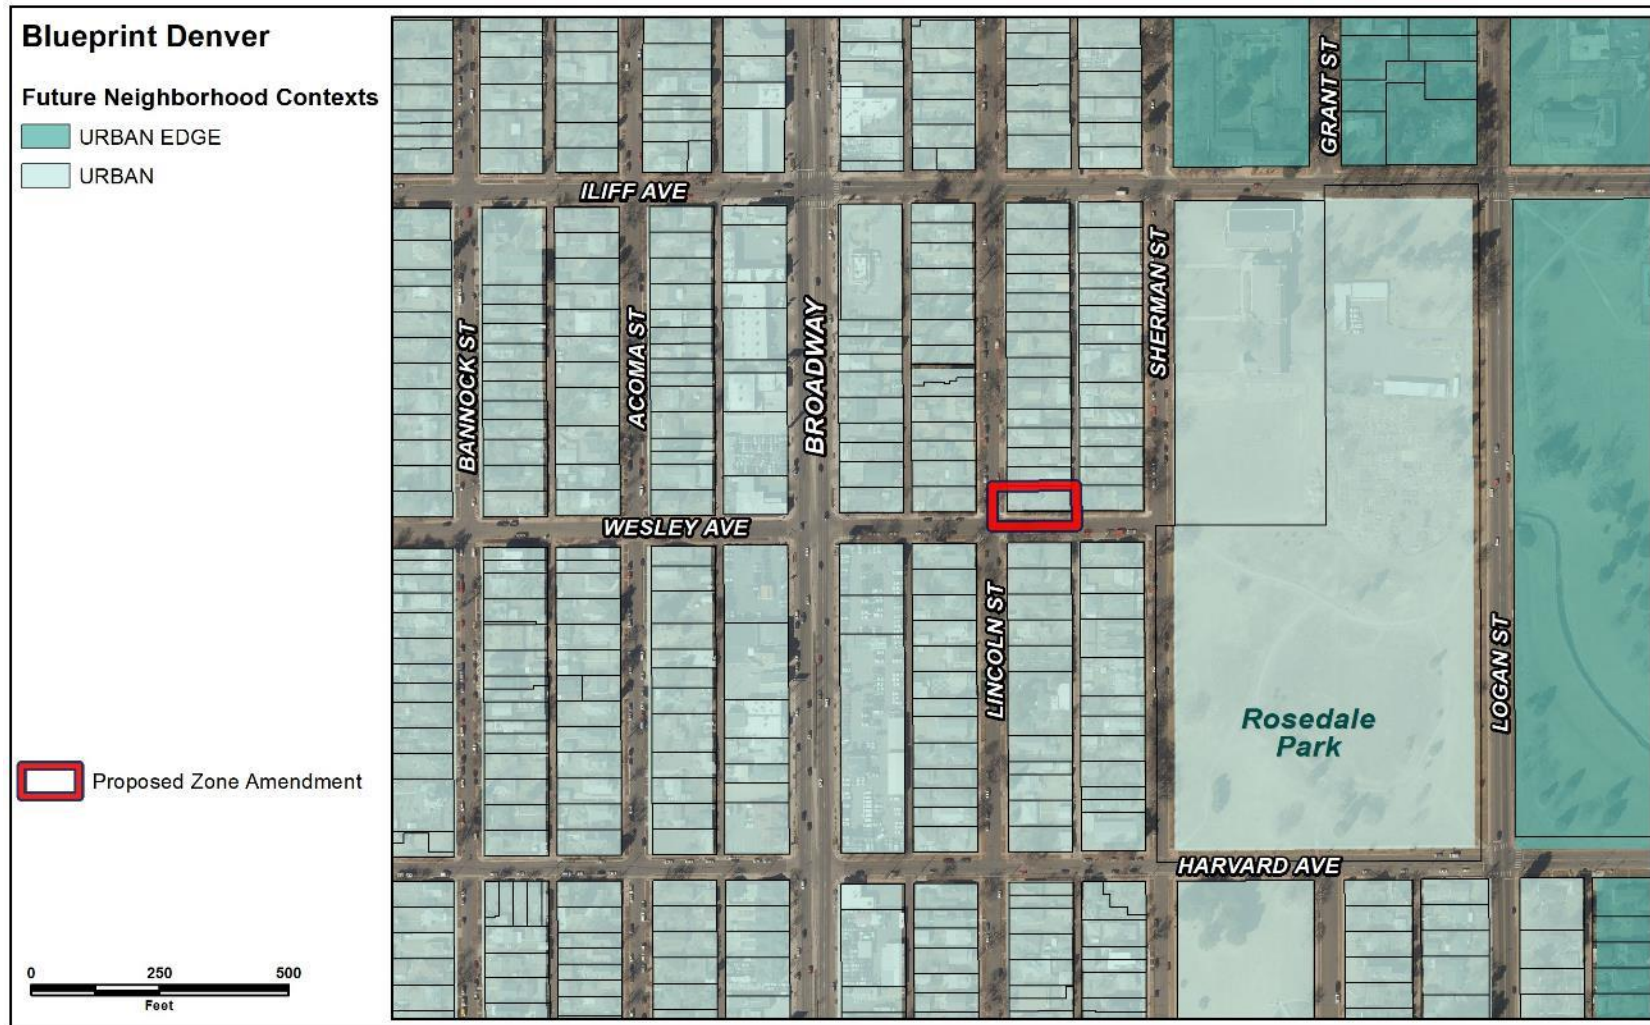 Blueprint Denver
Future Neighborhood Contexts
URBAN EDGE
URBAN
Proposed Zone Amendment
0 250 500
Feet
ILIFF AVE
GRANT ST
BANNOCK ST
ACOMA ST
BROADWAY
SHERMAN ST
WESLEY AVE
LINCOLN ST
LOGAN ST
Rosedale
Park
HARVARD AVE